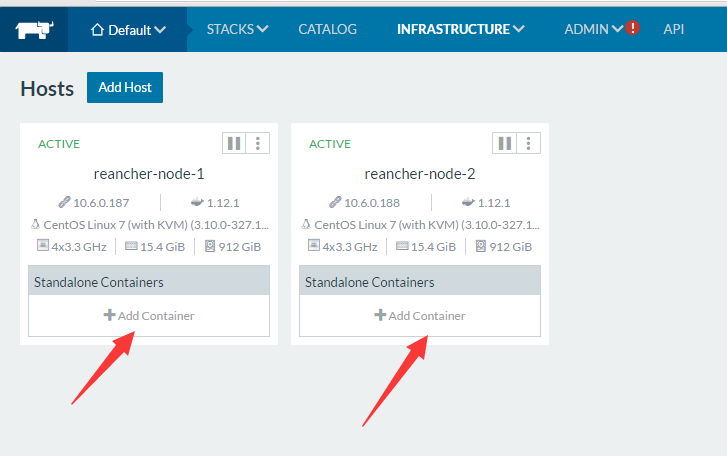 Default STACKS CATALOG INFRASTRUCTURE ADMIN ! API
Hosts Add Host
ACTIVE
reancher-node-1
10.6.0.187 1.12.1
CentOS Linux 7 (with KVM) (3.10.0-327.1...
4x3.3 GHz 15.4 GiB 912 GiB
Standalone Containers
+ Add Container
ACTIVE
reancher-node-2
10.6.0.188 1.12.1
CentOS Linux 7 (with KVM) (3.10.0-327.1...
4x3.3 GHz 15.4 GiB 912 GiB
Standalone Containers
+ Add Container